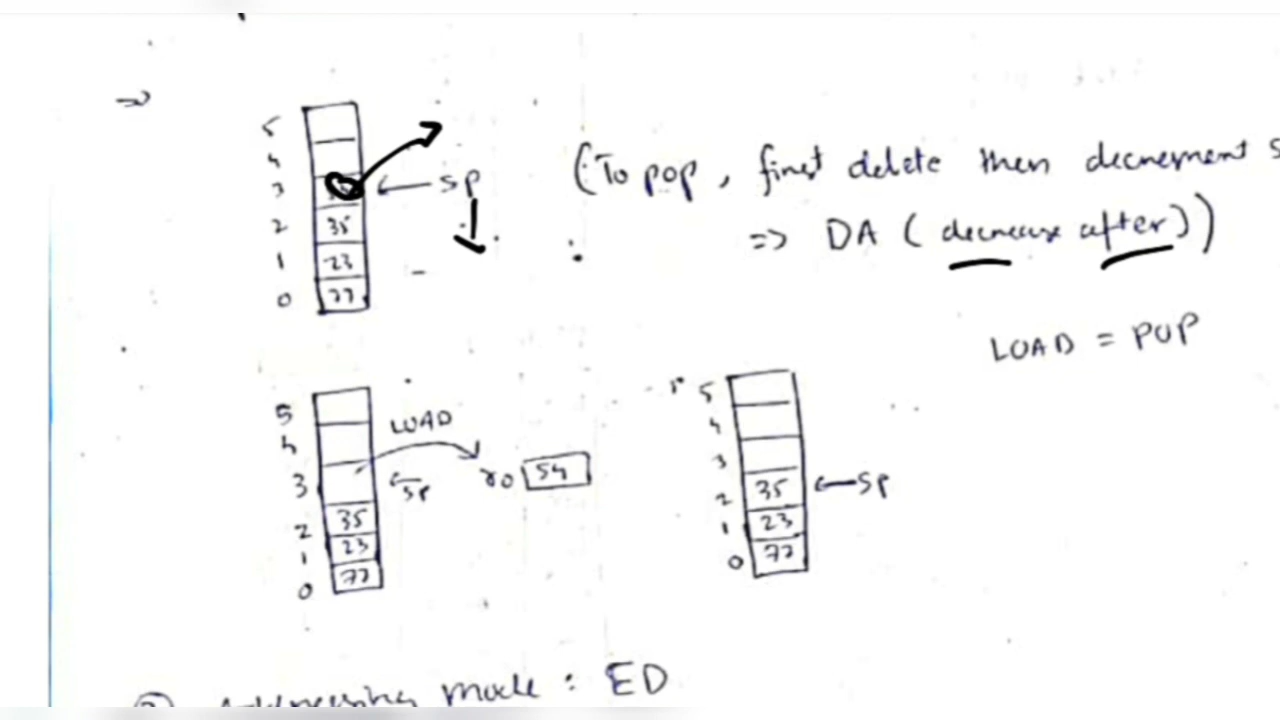 =>
5
4
3 ← SP
2 35
1 23
0 77
(To pop, first delete then decrement S
=> DA (decrease after))
LOAD = POP
5
4 LOAD
3 ← SP r0 54
2 35
1 23
0 77
5
4
3
2 35 ← SP
1 23
0 77
mode : ED